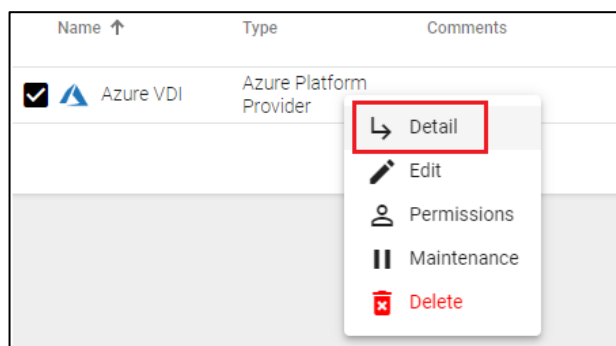 Name ↑ Type Comments
Azure VDI Azure Platform
Provider
Detail
Edit
Permissions
Maintenance
Delete